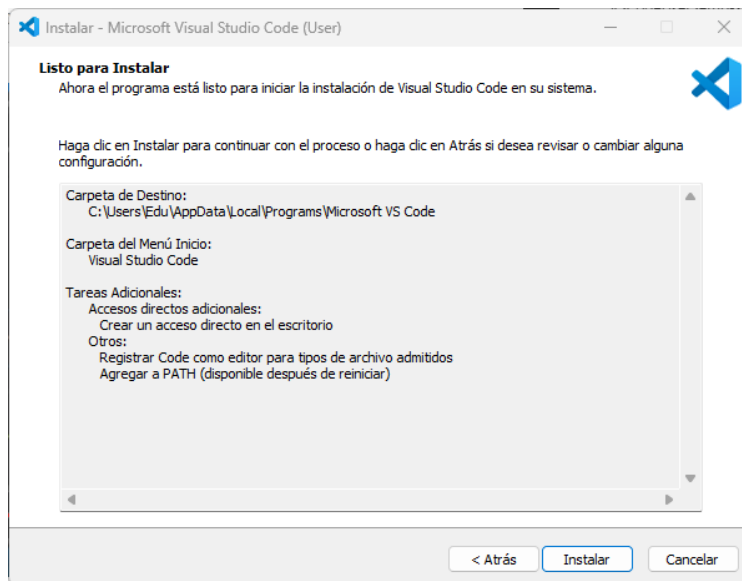 Instalar - Microsoft Visual Studio Code (User)
Listo para Instalar
Ahora el programa está listo para iniciar la instalación de Visual Studio Code en su sistema.
Haga clic en Instalar para continuar con el proceso o haga clic en Atrás si desea revisar o cambiar alguna
configuración.
Carpeta de Destino:
C:\Users\Edu\AppData\Local\Programs\Microsoft VS Code
Carpeta del Menú Inicio:
Visual Studio Code
Tareas Adicionales:
Accesos directos adicionales:
Crear un acceso directo en el escritorio
Otros:
Registrar Code como editor para tipos de archivo admitidos
Agregar a PATH (disponible después de reiniciar)
< Atrás Instalar Cancelar